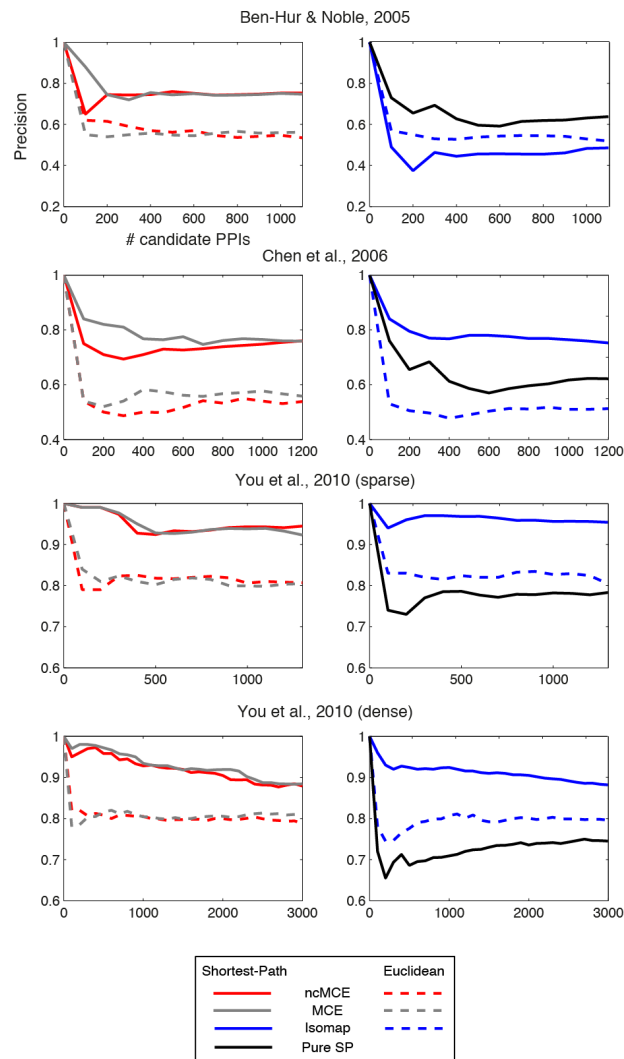 Ben-Hur & Noble, 2005
1
0.8
0.6
0.4
0.2
0 200 400 600 800 1000
Precision
# candidate PPIs
1
0.8
0.6
0.4
0.2
0 200 400 600 800 1000
Chen et al., 2006
1
0.8
0.6
0.4
0 200 400 600 800 1000 1200
1
0.8
0.6
0.4
0 200 400 600 800 1000 1200
You et al., 2010 (sparse)
1
0.9
0.8
0.7
0.6
0 500 1000
1
0.9
0.8
0.7
0.6
0 500 1000
You et al., 2010 (dense)
1
0.9
0.8
0.7
0.6
0 1000 2000 3000
1
0.9
0.8
0.7
0.6
0 1000 2000 3000
Shortest-Path Euclidean
ncMCE
MCE
Isomap
Pure SP